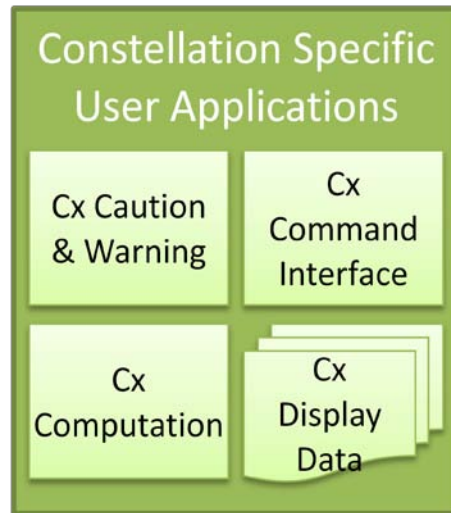 Constellation Specific
User Applications
Cx Caution
& Warning
Cx
Command
Interface
Cx
Computation
Cx
Display
Data